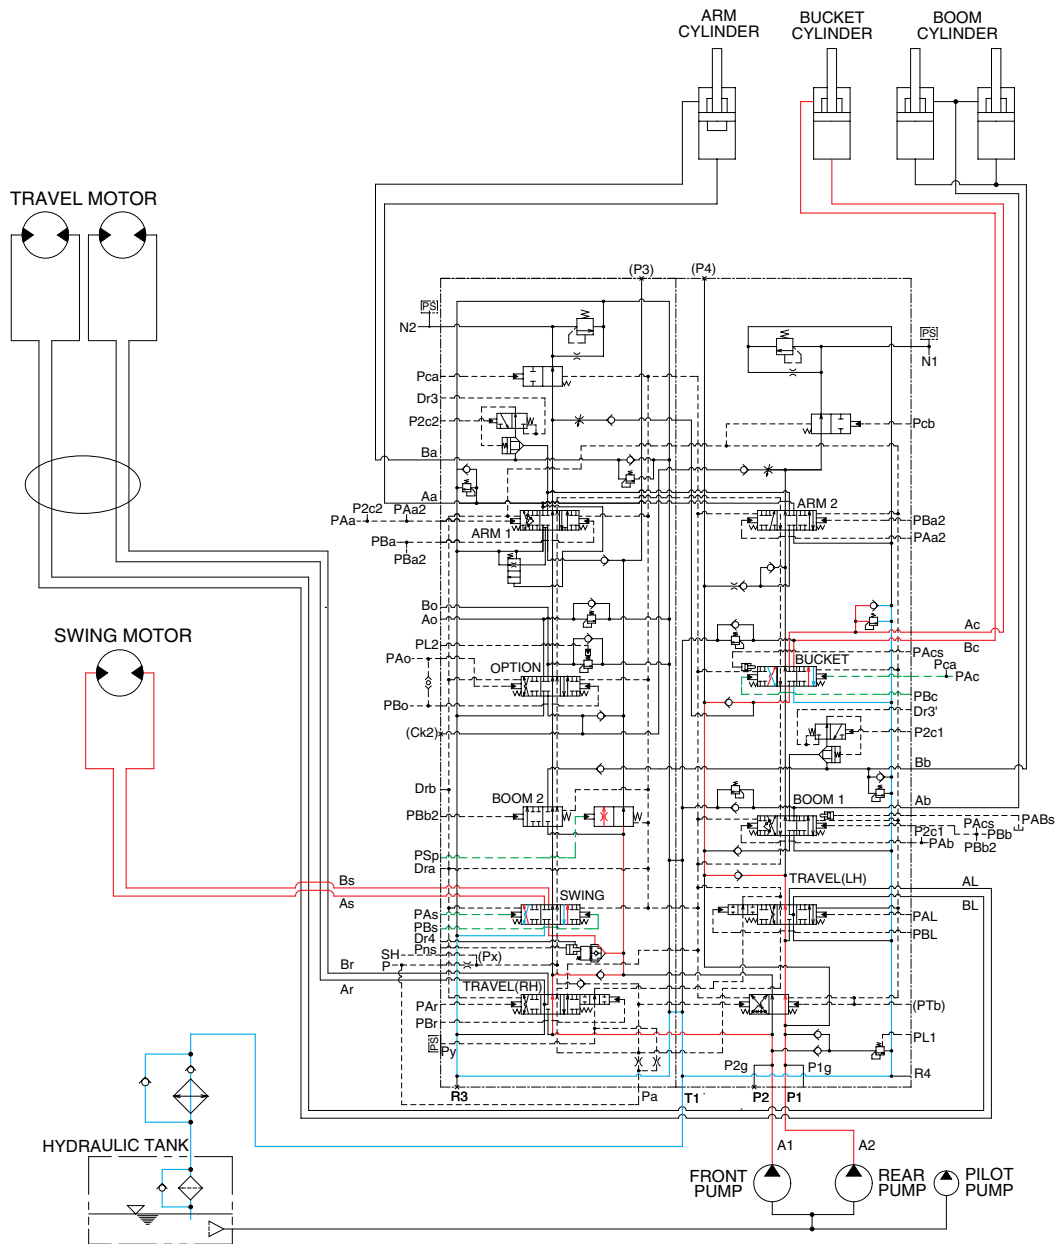 ARM
CYLINDER
BUCKET
CYLINDER
BOOM
CYLINDER
TRAVEL MOTOR
(P3)
(P4)
[PS]
N2
[PS]
N1
Pca
Dr3
P2c2
Pcb
Ba
Aa
P2c2
PAa2
PAa
ARM 1
ARM 2
PBa2
PAa2
PBa
PBa2
Bo
Ao
PL2
PAo
OPTION
PBo
(Ck2)
Ac
Bc
PAcs
Pca
BUCKET
PAc
PBc
Dr3'
P2c1
SWING MOTOR
Bb
Drb
BOOM 2
PBb2
Ab
BOOM 1
PAcs
PABs
P2c1
PBb
PAb
PBb2
PSp
Dra
TRAVEL(LH)
Bs
As
SWING
AL
BL
PAs
PBs
PAL
PBL
Dr4
Pns
SH
P
(Px)
Br
Ar
TRAVEL(RH)
PAr
PBr
(PTb)
[PS]
Py
PL1
P2g
P1g
R4
R3
Pa
T1
P2
P1
HYDRAULIC TANK
A1
A2
FRONT
PUMP
REAR
PUMP
PILOT
PUMP